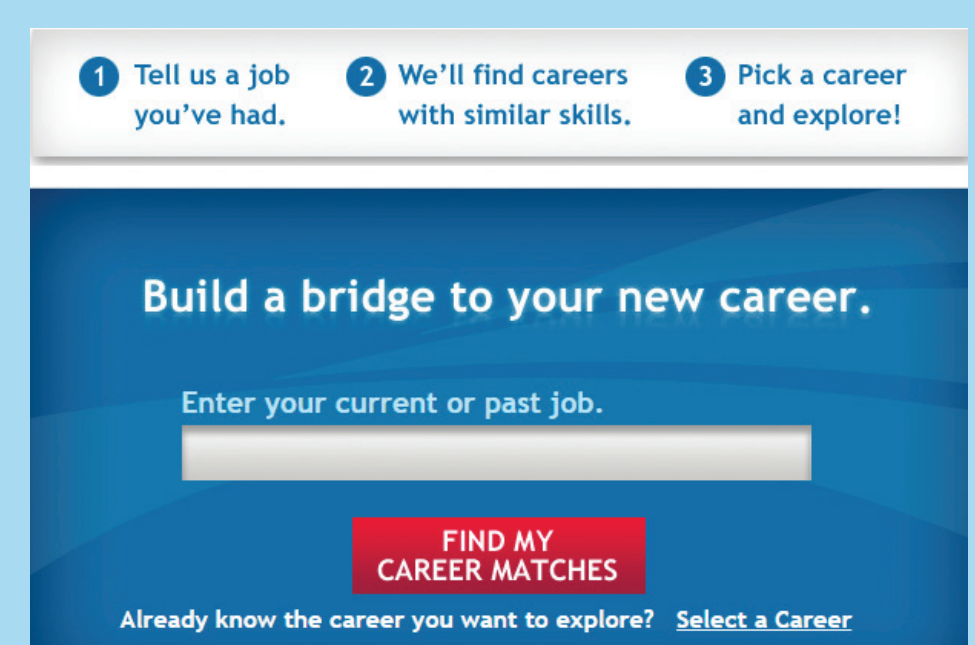 1 Tell us a job
you've had.
2 We'll find careers
with similar skills.
3 Pick a career
and explore!
Build a bridge to your new career.
Enter your current or past job.
FIND MY
CAREER MATCHES
Already know the career you want to explore? Select a Career